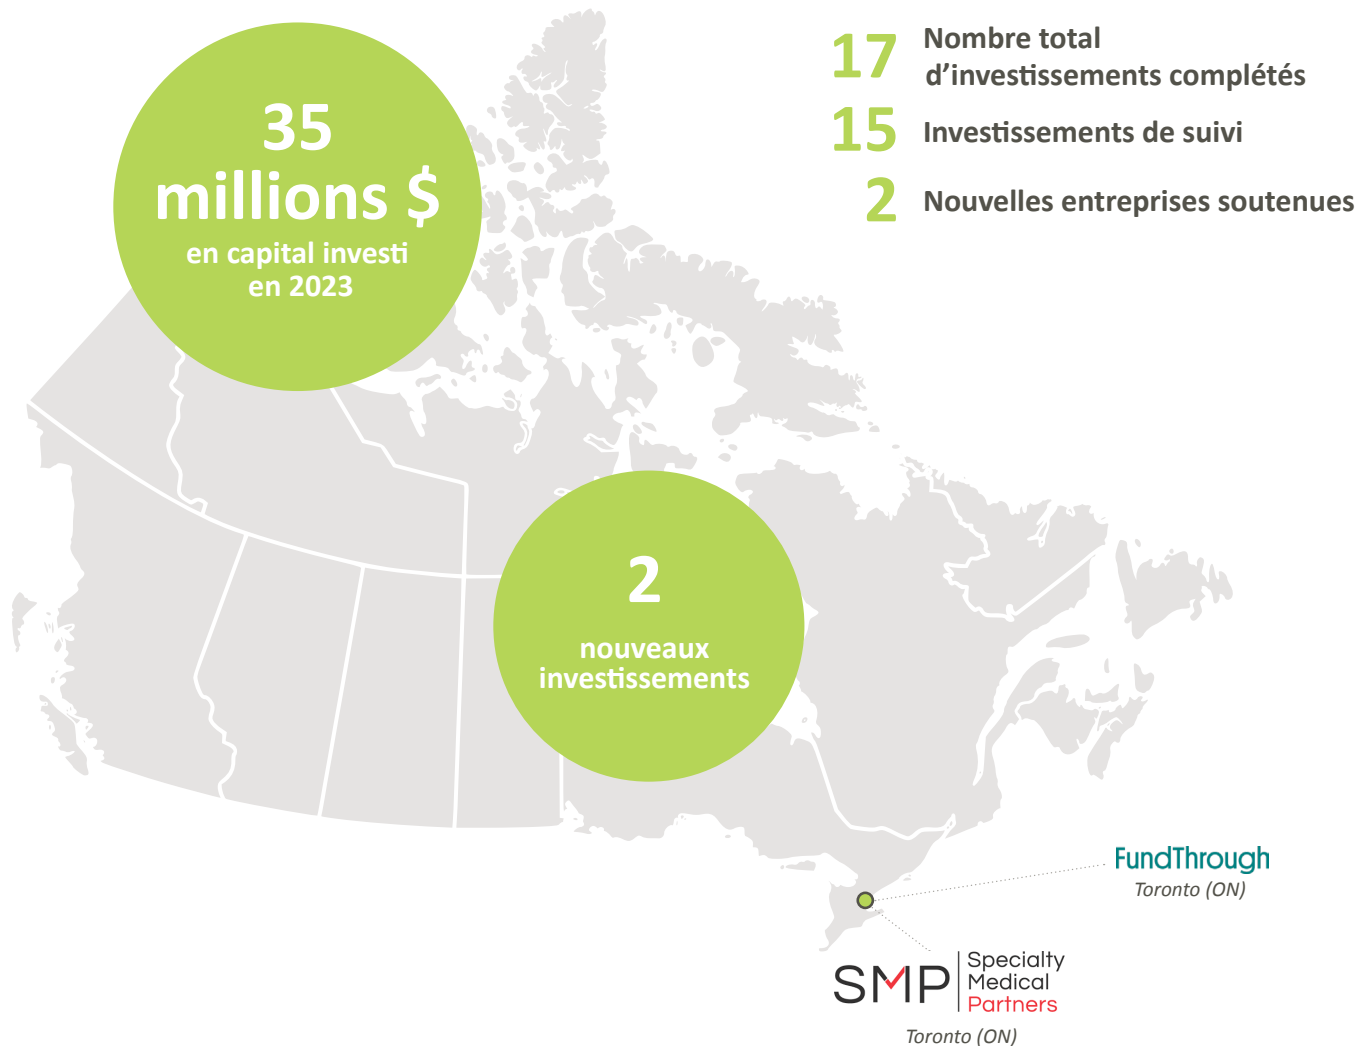 35
millions $
en capital investi
en 2023
17 Nombre total
d’investissements complétés
15 Investissements de suivi
2 Nouvelles entreprises soutenues
2
nouveaux
investissements
FundThrough
Toronto (ON)
SMP
Specialty
Medical
Partners
Toronto (ON)